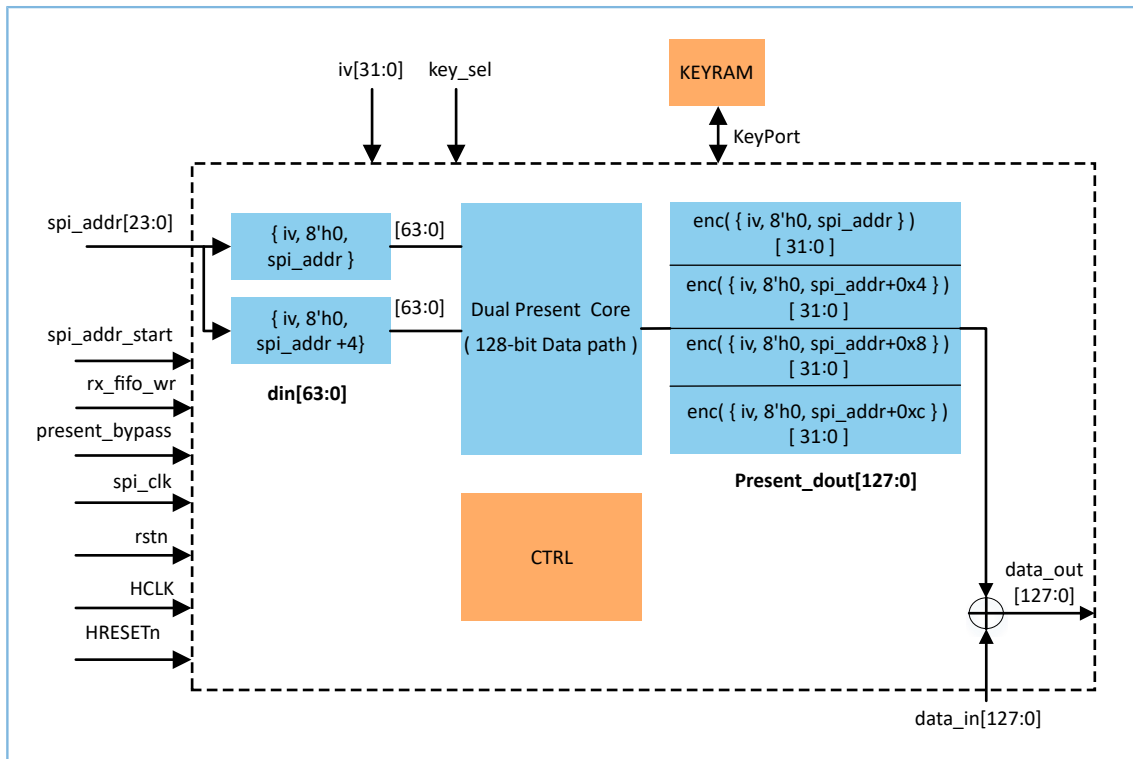 iv[31:0]
key_sel
KEYRAM
KeyPort
spi_addr[23:0]
{ iv, 8'h0,
spi_addr }
[63:0]
{ iv, 8'h0,
spi_addr +4}
[63:0]
din[63:0]
Dual Present Core
( 128-bit Data path )
enc( { iv, 8'h0, spi_addr } )
[ 31:0 ]
enc( { iv, 8'h0, spi_addr+0x4 } )
[ 31:0 ]
enc( { iv, 8'h0, spi_addr+0x8 } )
[ 31:0 ]
enc( { iv, 8'h0, spi_addr+0xc } )
[ 31:0 ]
Present_dout[127:0]
spi_addr_start
rx_fifo_wr
present_bypass
spi_clk
rstn
HCLK
HRESETn
CTRL
data_out
[127:0]
data_in[127:0]